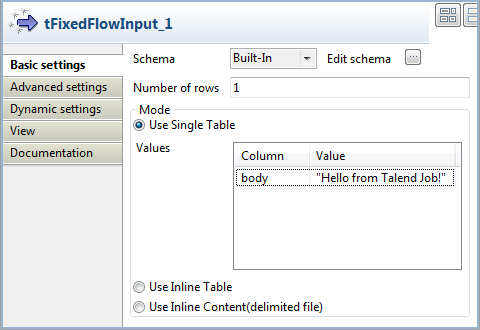 tFixedFlowInput_1
Basic settings
Advanced settings
Dynamic settings
View
Documentation
Schema Built-In Edit schema ...
Number of rows 1
Mode
Use Single Table
Values
Column Value
body "Hello from Talend Job!"
Use Inline Table
Use Inline Content(delimited file)